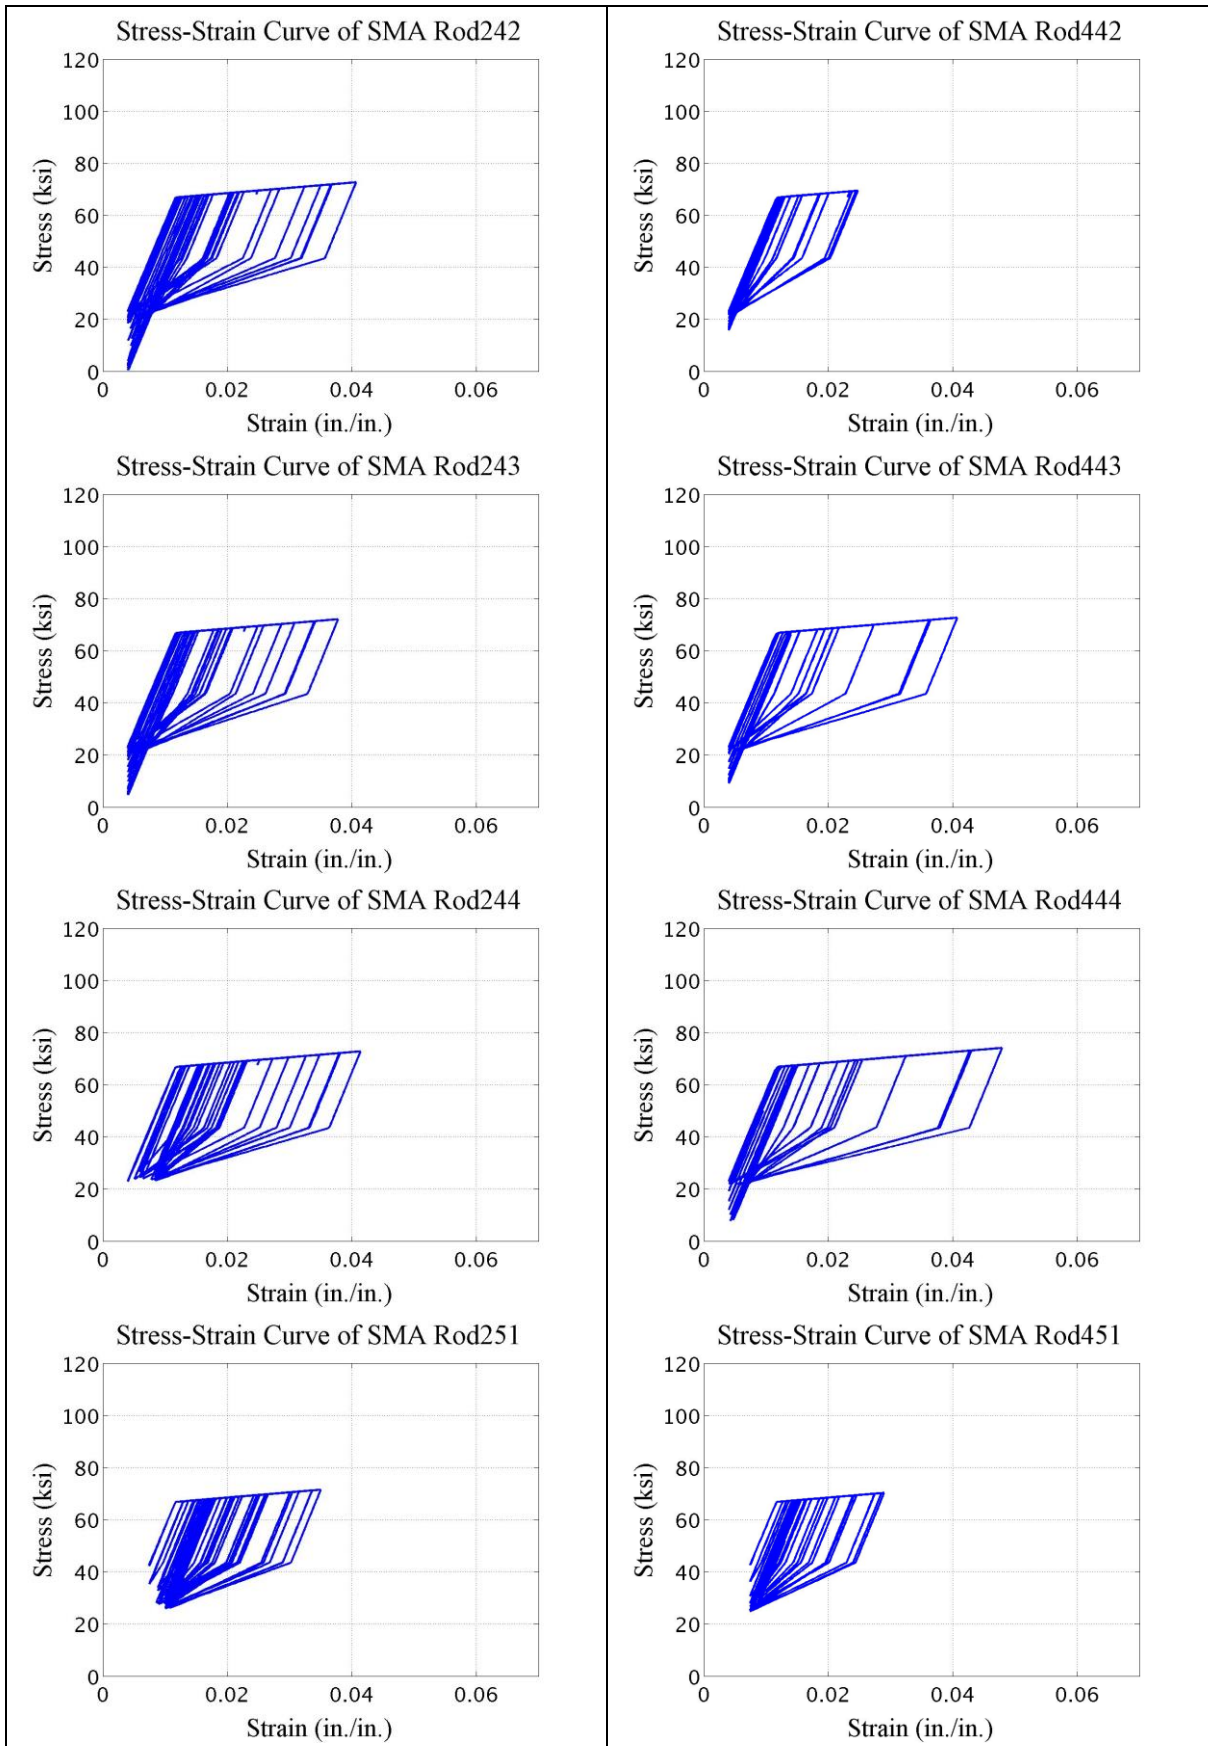 Stress-Strain Curve of SMA Rod242
120
100
80
60
40
20
0
Stress (ksi)
0 0.02 0.04 0.06
Strain (in./in.)
Stress-Strain Curve of SMA Rod442
120
100
80
60
40
20
0
Stress (ksi)
0 0.02 0.04 0.06
Strain (in./in.)
Stress-Strain Curve of SMA Rod243
120
100
80
60
40
20
0
Stress (ksi)
0 0.02 0.04 0.06
Strain (in./in.)
Stress-Strain Curve of SMA Rod443
120
100
80
60
40
20
0
Stress (ksi)
0 0.02 0.04 0.06
Strain (in./in.)
Stress-Strain Curve of SMA Rod244
120
100
80
60
40
20
0
Stress (ksi)
0 0.02 0.04 0.06
Strain (in./in.)
Stress-Strain Curve of SMA Rod444
120
100
80
60
40
20
0
Stress (ksi)
0 0.02 0.04 0.06
Strain (in./in.)
Stress-Strain Curve of SMA Rod251
120
100
80
60
40
20
0
Stress (ksi)
0 0.02 0.04 0.06
Strain (in./in.)
Stress-Strain Curve of SMA Rod451
120
100
80
60
40
20
0
Stress (ksi)
0 0.02 0.04 0.06
Strain (in./in.)